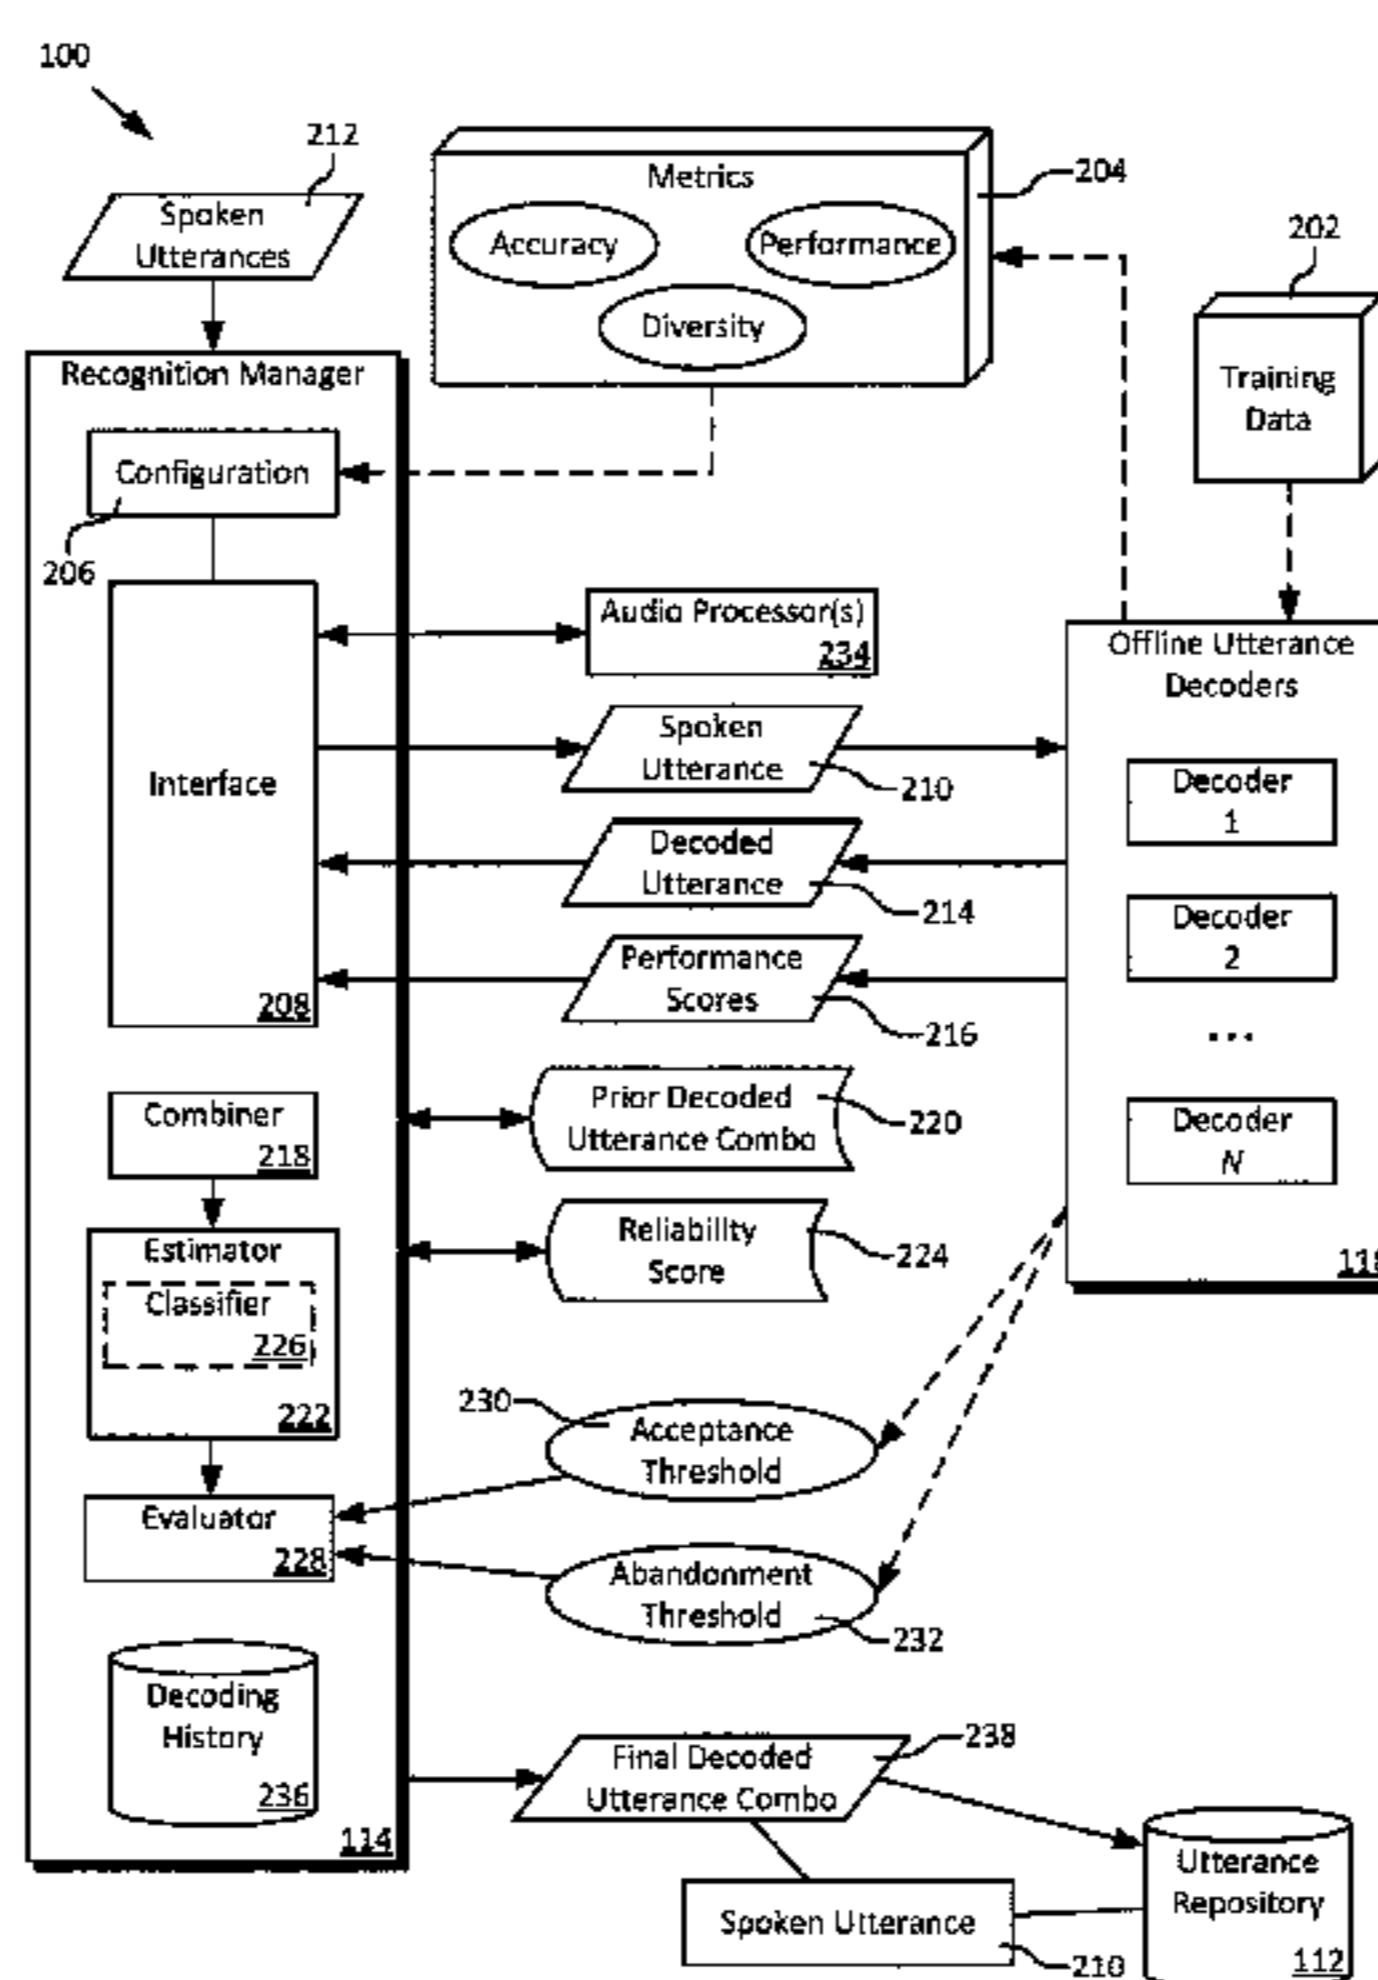 100
212
Spoken
Utterances
Metrics
Accuracy
Performance
Diversity
204
202
Training
Data
Recognition Manager
Configuration
206
Interface
208
Audio Processor(s)
234
Spoken
Utterance
210
Decoded
Utterance
214
Performance
Scores
216
Offline Utterance
Decoders
Decoder
1
Decoder
2
...
Decoder
N
Combiner
218
Prior Decoded
Utterance Combo
220
Estimator
Classifier
226
222
Reliability
Score
224
230
Acceptance
Threshold
Evaluator
228
Abandonment
Threshold
232
Decoding
History
236
114
Final Decoded
Utterance Combo
238
Utterance
Repository
112
Spoken Utterance
210